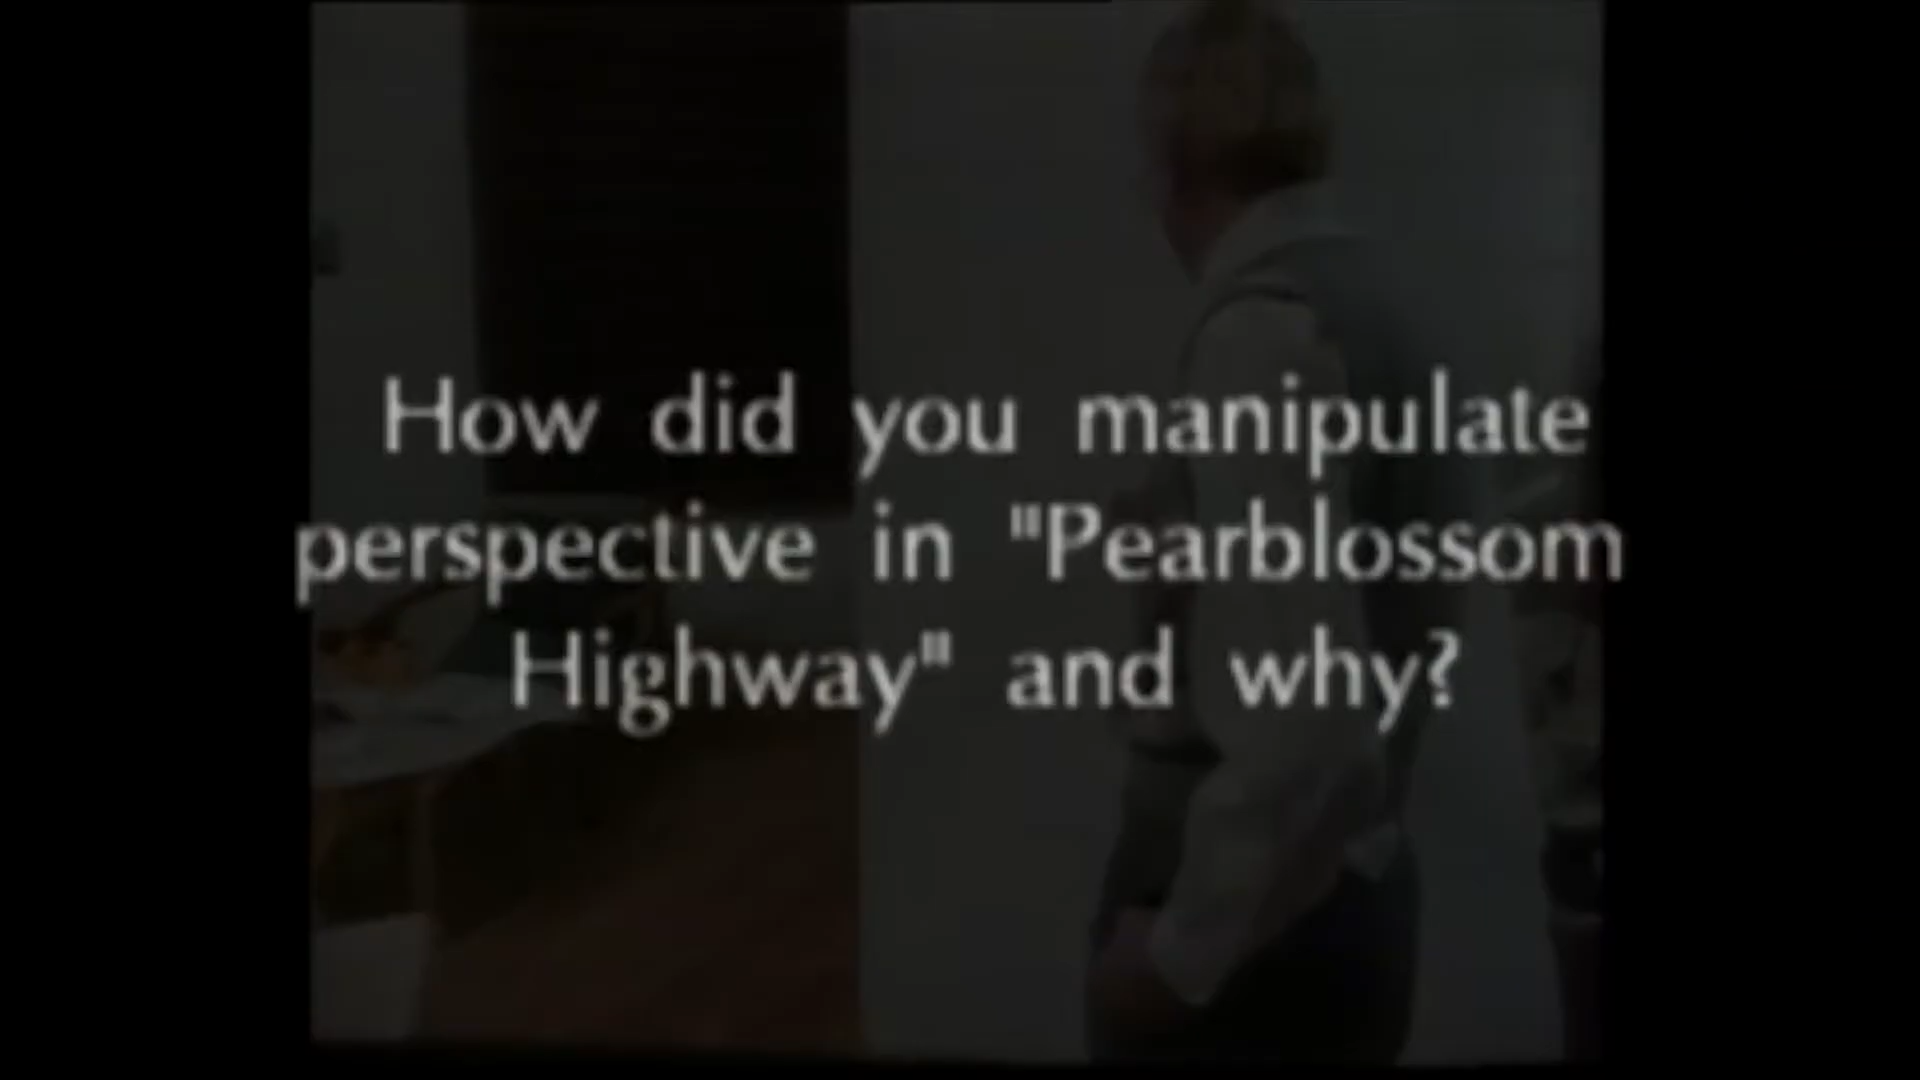 How did you manipulate
perspective in "Pearblossom
Highway" and why?